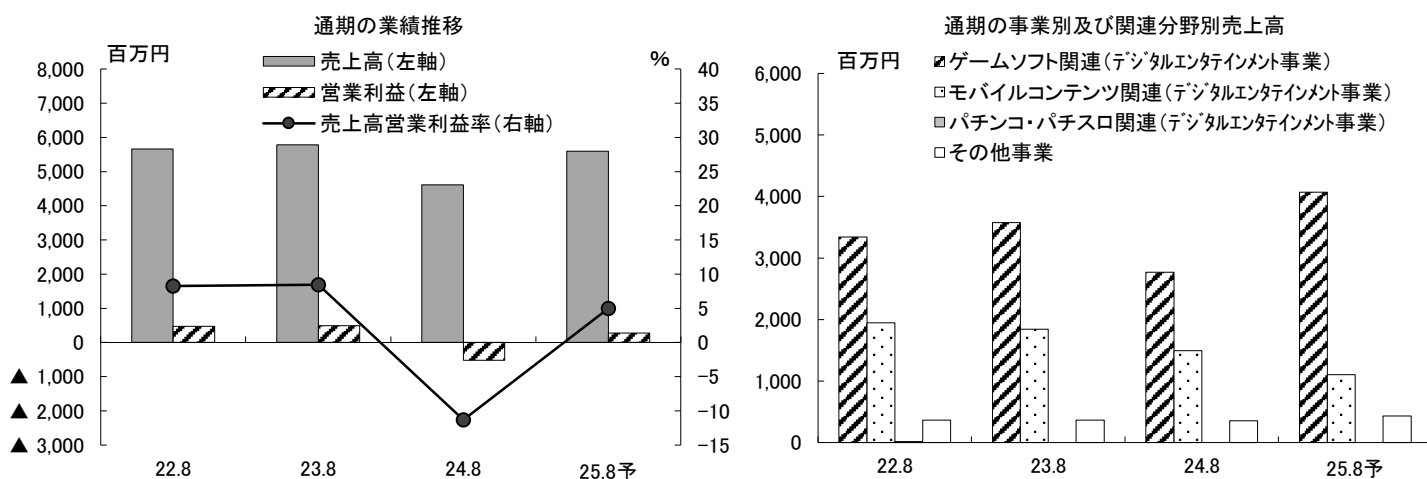 通期の業績推移
百万円
%
売上高(左軸)
営業利益(左軸)
売上高営業利益率(右軸)
8,000
7,000
6,000
5,000
4,000
3,000
2,000
1,000
0
▲ 1,000
▲ 2,000
▲ 3,000
40
35
30
25
20
15
10
5
0
-5
-10
-15
22.8
23.8
24.8
25.8予
通期の事業別及び関連分野別売上高
百万円
ゲームソフト関連(デジタルエンタテインメント事業)
モバイルコンテンツ関連(デジタルエンタテインメント事業)
パチンコ・パチスロ関連(デジタルエンタテインメント事業)
その他事業
6,000
5,000
4,000
3,000
2,000
1,000
0
22.8
23.8
24.8
25.8予